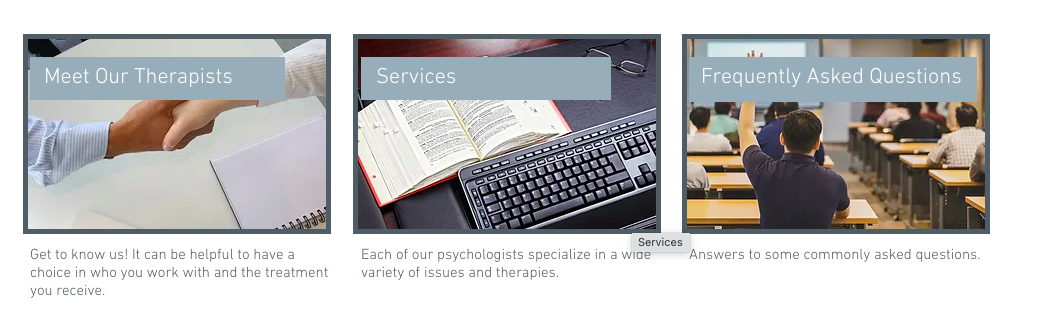 Meet Our Therapists
Services
Frequently Asked Questions
Get to know us! It can be helpful to have a
choice in who you work with and the treatment
you receive.
Each of our psychologists specialize in a wide
variety of issues and therapies.
Services
Answers to some commonly asked questions.